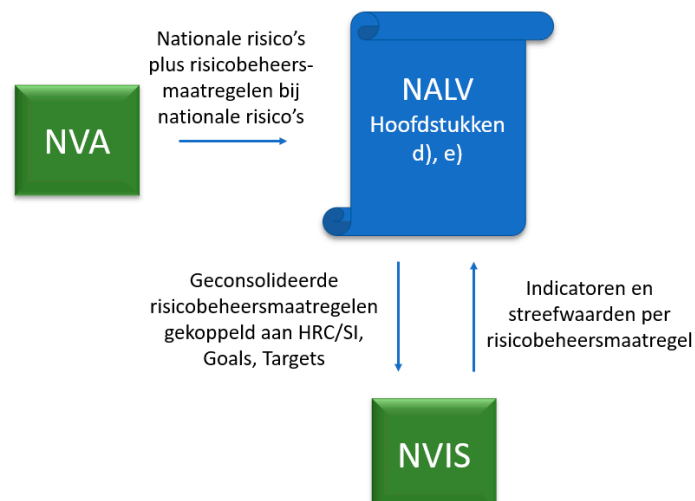 Nationale risico’s
plus risicobeheers-
maatregelen bij
nationale risico’s
NVA
NALV
Hoofdstukken
d), e)
Geconsolideerde
risicobeheersmaatregelen
gekoppeld aan HRC/SI,
Goals, Targets
Indicatoren en
streefwaarden per
risicobeheersmaatregel
NVIS